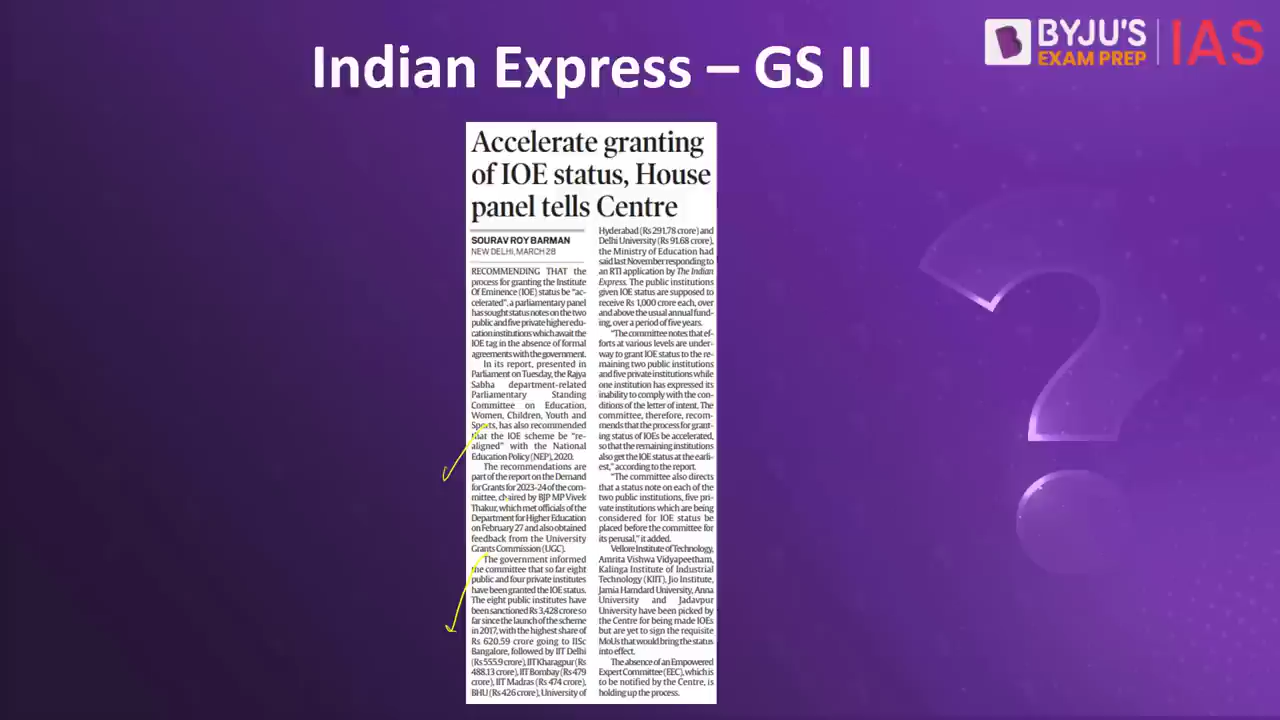 Indian Express – GS II
BYJU'S
EXAM PREP
IAS
Accelerate granting
of IOE status, House
panel tells Centre
SOURAV ROY BARMAN
NEW DELHI, MARCH 28
RECOMMENDING THAT the
process for granting the Institute
Of Eminence (IOE) status be "ac-
celerated", a parliamentary panel
has sought status notes on the two
public and five private higher edu-
cation institutions which await the
IOE tag in the absence of formal
agreements with the government.
In its report, presented in
Parliament on Tuesday, the Rajya
Sabha department-related
Parliamentary Standing
Committee on Education,
Women, Children, Youth and
Sports, has also recommended
that the IOE scheme be "re-
aligned" with the National
Education Policy (NEP), 2020.
The recommendations are
part of the report on the Demand
for Grants for 2023-24 of the com-
mittee, chaired by BJP MP Vivek
Thakur, which met officials of the
Department for Higher Education
on February 27 and also obtained
feedback from the University
Grants Commission (UGC).
The government informed
the committee that so far eight
public and four private institutes
have been granted the IOE status.
The eight public institutes have
been sanctioned Rs 3,428 crore so
far since the launch of the scheme
in 2017, with the highest share of
Rs 620.59 crore going to IISc
Bangalore, followed by IIT Delhi
(Rs 555.9 crore), IIT Kharagpur (Rs
488.13 crore), IIT Bombay (Rs 479
crore), IIT Madras (Rs 474 crore),
BHU (Rs 426 crore), University of
Hyderabad (Rs 291.78 crore) and
Delhi University (Rs 91.68 crore),
the Ministry of Education had
said last November responding to
an RTI application by The Indian
Express. The public institutions
given IOE status are supposed to
receive Rs 1,000 crore each, over
and above the usual annual fund-
ing, over a period of five years.
"The committee notes that ef-
forts at various levels are under-
way to grant IOE status to the re-
maining two public institutions
and five private institutions while
one institution has expressed its
inability to comply with the con-
ditions of the letter of intent. The
committee, therefore, recom-
mends that the process for grant-
ing status of IOEs be accelerated,
so that the remaining institutions
also get the IOE status at the earli-
est," according to the report.
"The committee also directs
that a status note on each of the
two public institutions, five pri-
vate institutions which are being
considered for IOE status be
placed before the committee for
its perusal," it added.
Vellore Institute of Technology,
Amrita Vishwa Vidyapeetham,
Kalinga Institute of Industrial
Technology (KIIT), Jio Institute,
Jamia Hamdard University, Anna
University and Jadavpur
University have been picked by
the Centre for being made IOEs
but are yet to sign the requisite
MoUs that would bring the status
into effect.
The absence of an Empowered
Expert Committee (EEC), which is
to be notified by the Centre, is
holding up the process.